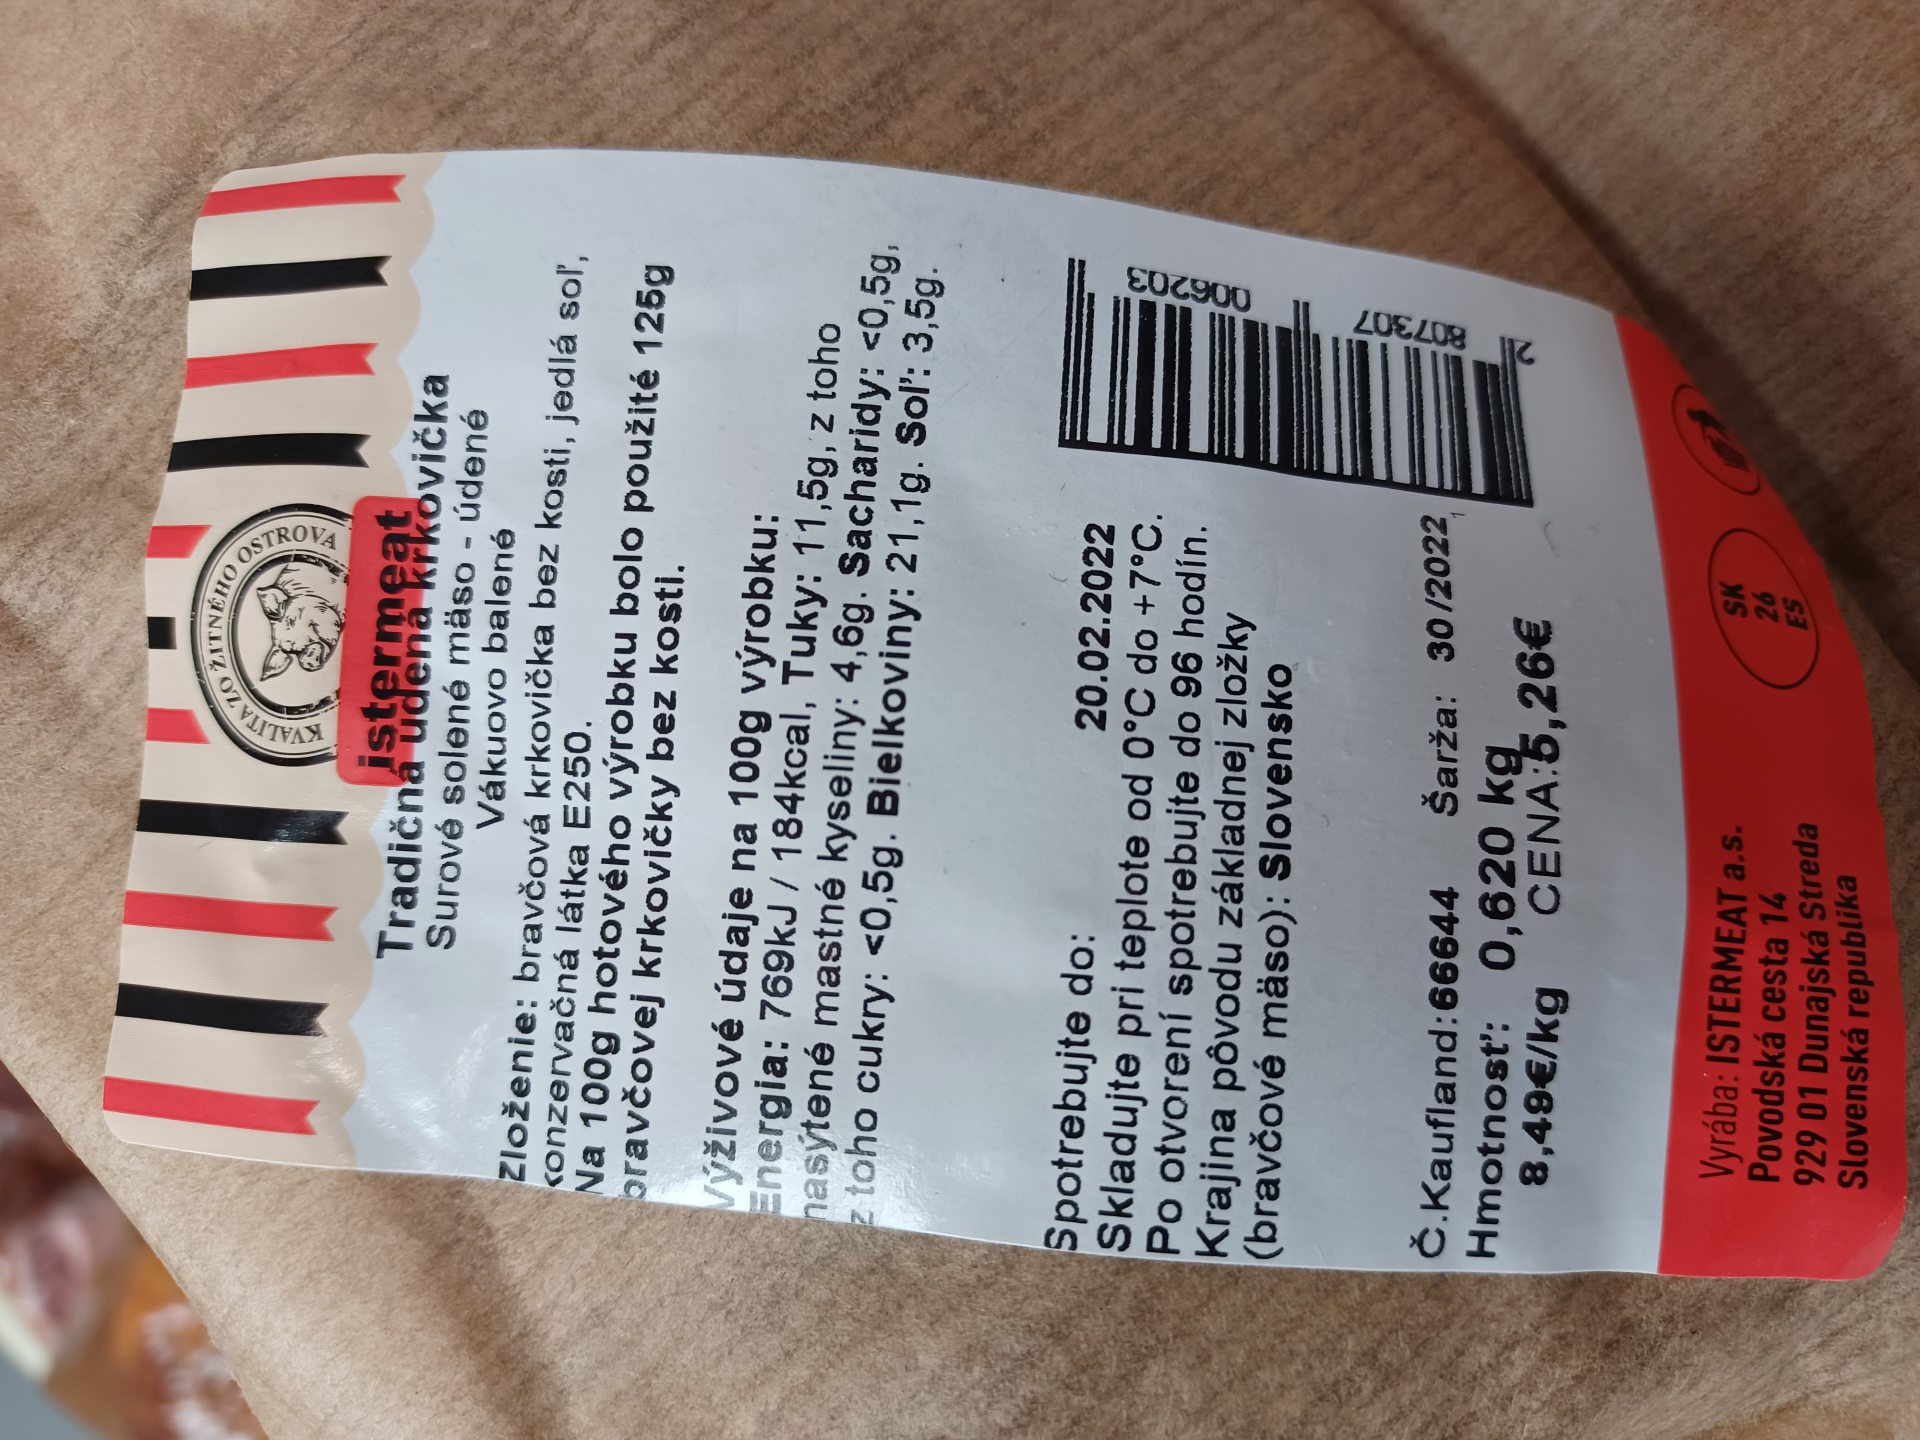 KVALITA ZO ŽITNÉHO OSTROVA
istermeat
Tradičná údená krkovička
Surové solené mäso - údené
Vákuovo balené
Zloženie: bravčová krkovička bez kosti, jedlá soľ,
konzervačná látka E250.
Na 100g hotového výrobku bolo použité 125g
bravčovej krkovičky bez kosti.
Výživové údaje na 100g výrobku:
Energia: 769kJ / 184kcal, Tuky: 11,5g, z toho
nasýtené mastné kyseliny: 4,6g. Sacharidy: <0,5g,
z toho cukry: <0,5g. Bielkoviny: 21,1g. Soľ: 3,5g.
Spotrebujte do: 20.02.2022
Skladujte pri teplote od 0°C do +7°C.
Po otvorení spotrebujte do 96 hodín.
Krajina pôvodu základnej zložky
(bravčové mäso): Slovensko
2 807307 006203
Č.Kaufland:66644 Šarža: 30/2022
Hmotnosť: 0,620 kg
8,49€/kg CENA:5,26€
Vyrába: ISTERMEAT a.s.
Povodská cesta 14
929 01 Dunajská Streda
Slovenská republika
SK
26
ES